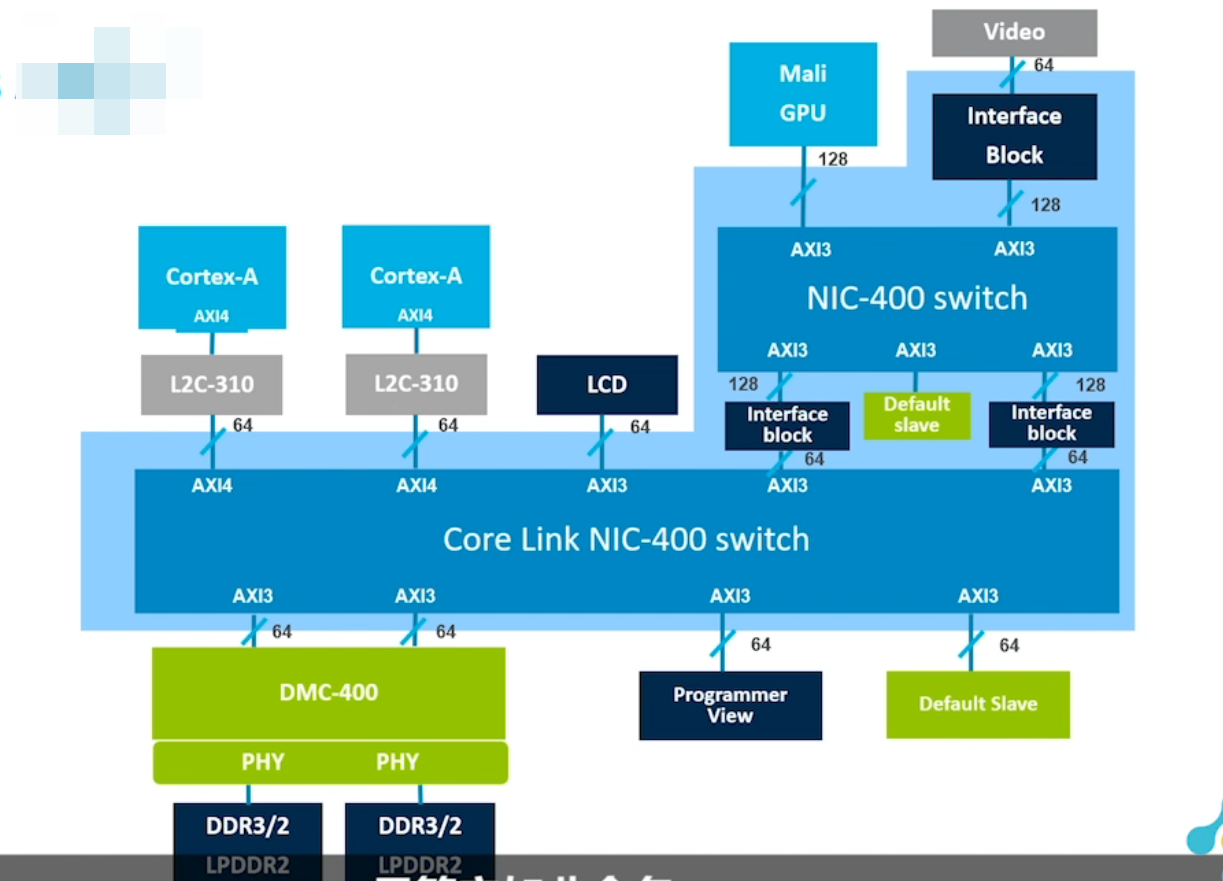 Video
64
Mali
GPU
Interface
Block
128
128
AXI3 AXI3
NIC-400 switch
AXI3 AXI3 AXI3
128 128
Interface
block
Default
slave
Interface
block
64 64
Cortex-A
AXI4
Cortex-A
AXI4
L2C-310
L2C-310
LCD
64 64 64
AXI4 AXI4 AXI3 AXI3 AXI3
Core Link NIC-400 switch
AXI3 AXI3 AXI3 AXI3
64 64 64 64
DMC-400
Programmer
View
Default Slave
PHY PHY
DDR3/2
LPDDR2
DDR3/2
LPDDR2